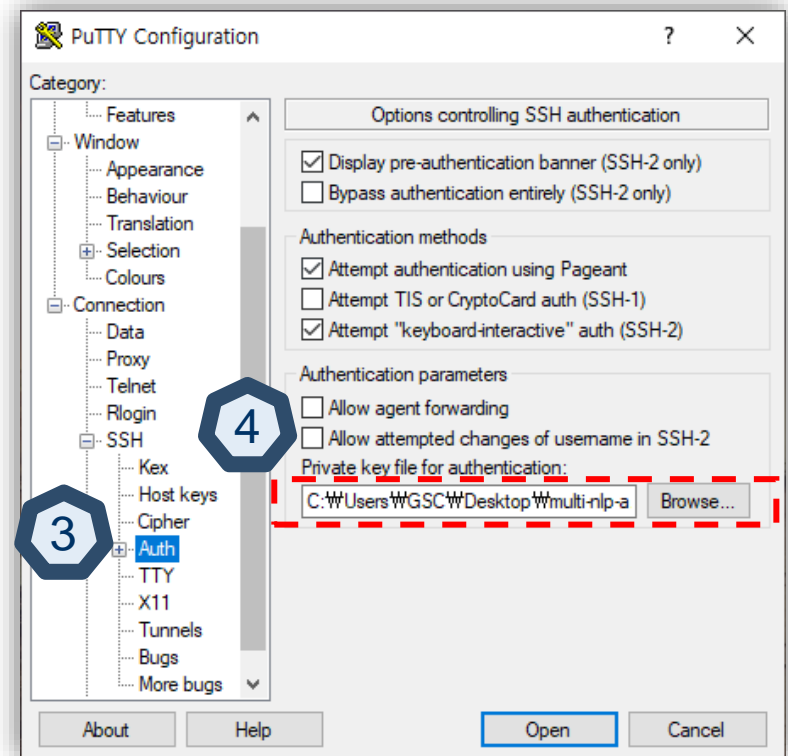 PuTTY Configuration
?
Category:
Features
Window
Appearance
Behaviour
Translation
Selection
Colours
Connection
Data
Proxy
Telnet
Rlogin
SSH
Kex
Host keys
Cipher
3
Auth
TTY
X11
Tunnels
Bugs
More bugs
Options controlling SSH authentication
Display pre-authentication banner (SSH-2 only)
Bypass authentication entirely (SSH-2 only)
Authentication methods
Attempt authentication using Pageant
Attempt TIS or CryptoCard auth (SSH-1)
Attempt "keyboard-interactive" auth (SSH-2)
Authentication parameters
4
Allow agent forwarding
Allow attempted changes of username in SSH-2
Private key file for authentication:
C:₩Users₩GSC₩Desktop₩multi-nlp-a
Browse...
About
Help
Open
Cancel